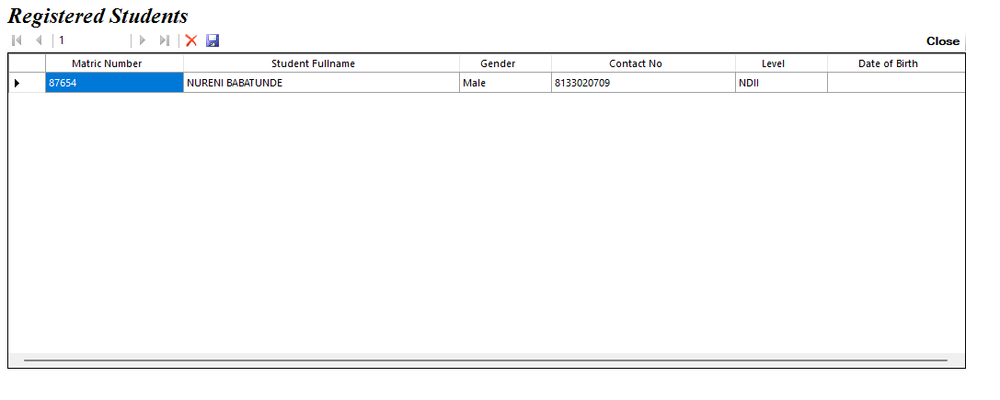 Registered Students
1 Close
Matric Number Student Fullname Gender Contact No Level Date of Birth
87654 NURENI BABATUNDE Male 8133020709 NDII